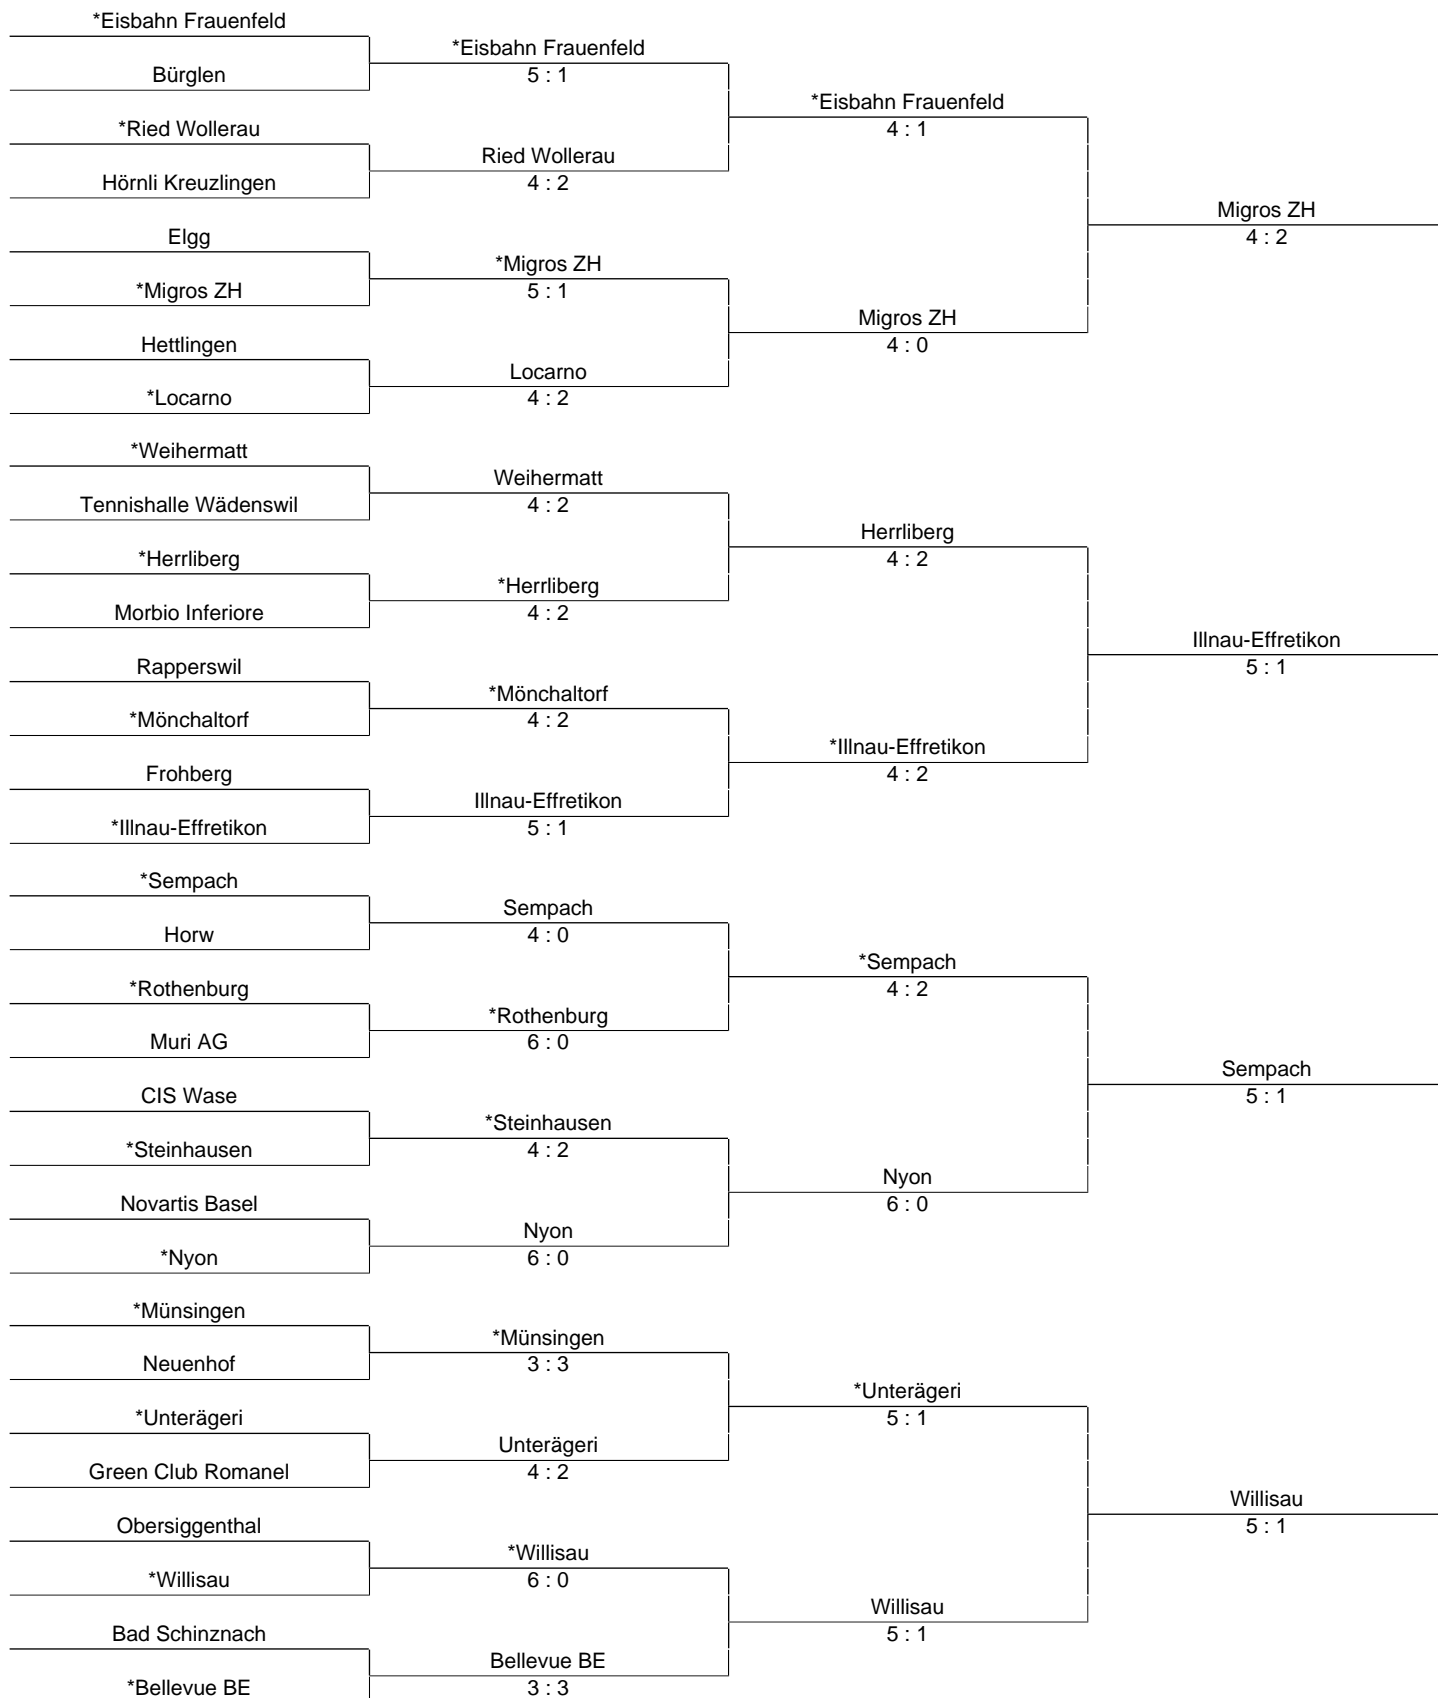 *Eisbahn Frauenfeld
Bürglen
*Ried Wollerau
Hörnli Kreuzlingen
Elgg
*Migros ZH
Hettlingen
*Locarno
*Weihermatt
Tennishalle Wädenswil
*Herrliberg
Morbio Inferiore
Rapperswil
*Mönchaltorf
Frohberg
*Illnau-Effretikon
*Sempach
Horw
*Rothenburg
Muri AG
CIS Wase
*Steinhausen
Novartis Basel
*Nyon
*Münsingen
Neuenhof
*Unterägeri
Green Club Romanel
Obersiggenthal
*Willisau
Bad Schinznach
*Bellevue BE
*Eisbahn Frauenfeld
5 : 1
Ried Wollerau
4 : 2
*Migros ZH
5 : 1
Locarno
4 : 2
Weihermatt
4 : 2
*Herrliberg
4 : 2
*Mönchaltorf
4 : 2
Illnau-Effretikon
5 : 1
Sempach
4 : 0
*Rothenburg
6 : 0
*Steinhausen
4 : 2
Nyon
6 : 0
*Münsingen
3 : 3
Unterägeri
4 : 2
*Willisau
6 : 0
Bellevue BE
3 : 3
*Eisbahn Frauenfeld
4 : 1
Migros ZH
4 : 0
Herrliberg
4 : 2
*Illnau-Effretikon
4 : 2
*Sempach
4 : 2
Nyon
6 : 0
*Unterägeri
5 : 1
Willisau
5 : 1
Migros ZH
4 : 2
Illnau-Effretikon
5 : 1
Sempach
5 : 1
Willisau
5 : 1